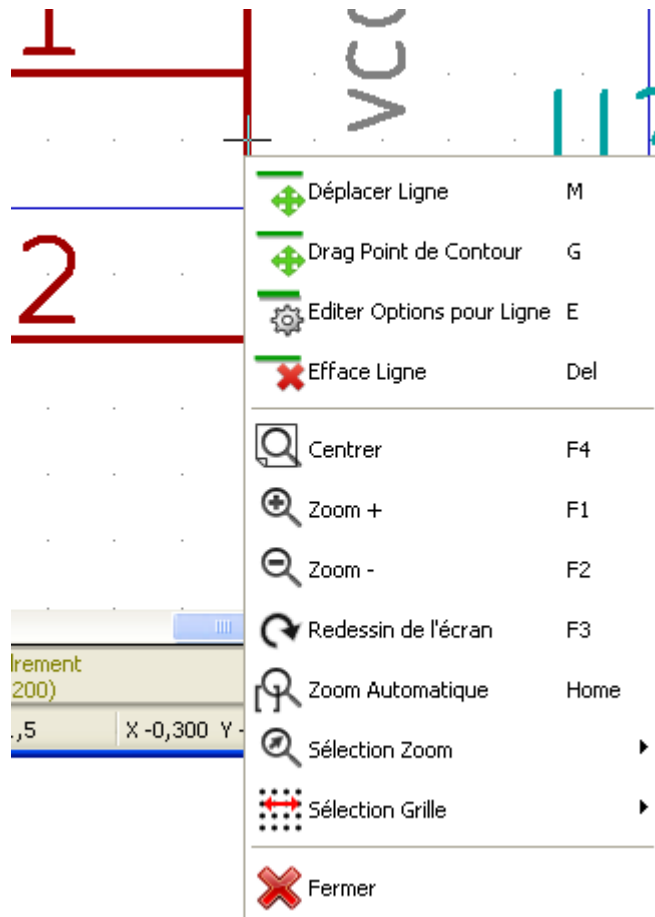 1
VCC
2
Déplacer Ligne M
Drag Point de Contour G
Editer Options pour Ligne E
Efface Ligne Del
Centrer F4
Zoom + F1
Zoom - F2
Redessin de l'écran F3
Zoom Automatique Home
Sélection Zoom
Sélection Grille
Fermer
200)
,5 X -0,300 Y -